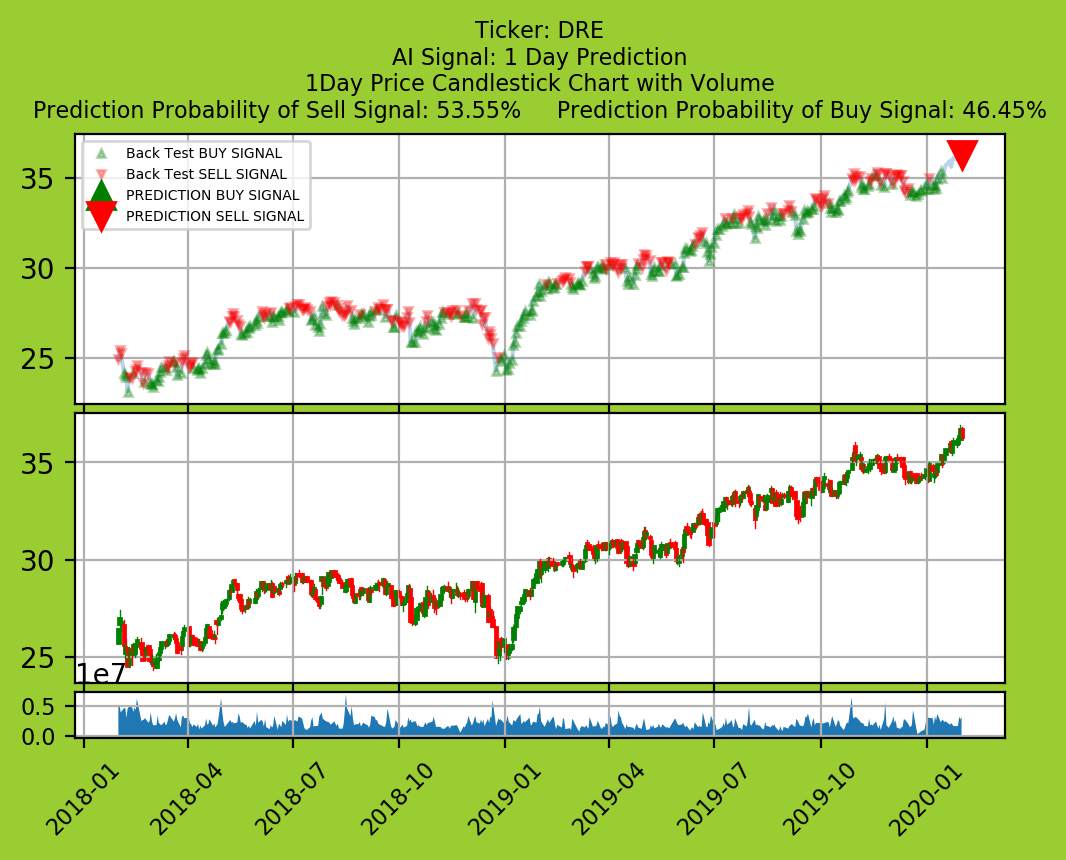 Ticker: DRE
AI Signal: 1 Day Prediction
1Day Price Candlestick Chart with Volume
Prediction Probability of Sell Signal: 53.55%     Prediction Probability of Buy Signal: 46.45%
Back Test BUY SIGNAL
Back Test SELL SIGNAL
PREDICTION BUY SIGNAL
PREDICTION SELL SIGNAL
35
30
25
35
30
25
1e7
0.5
0.0
2018-01 2018-04 2018-07 2018-10 2019-01 2019-04 2019-07 2019-10 2020-01